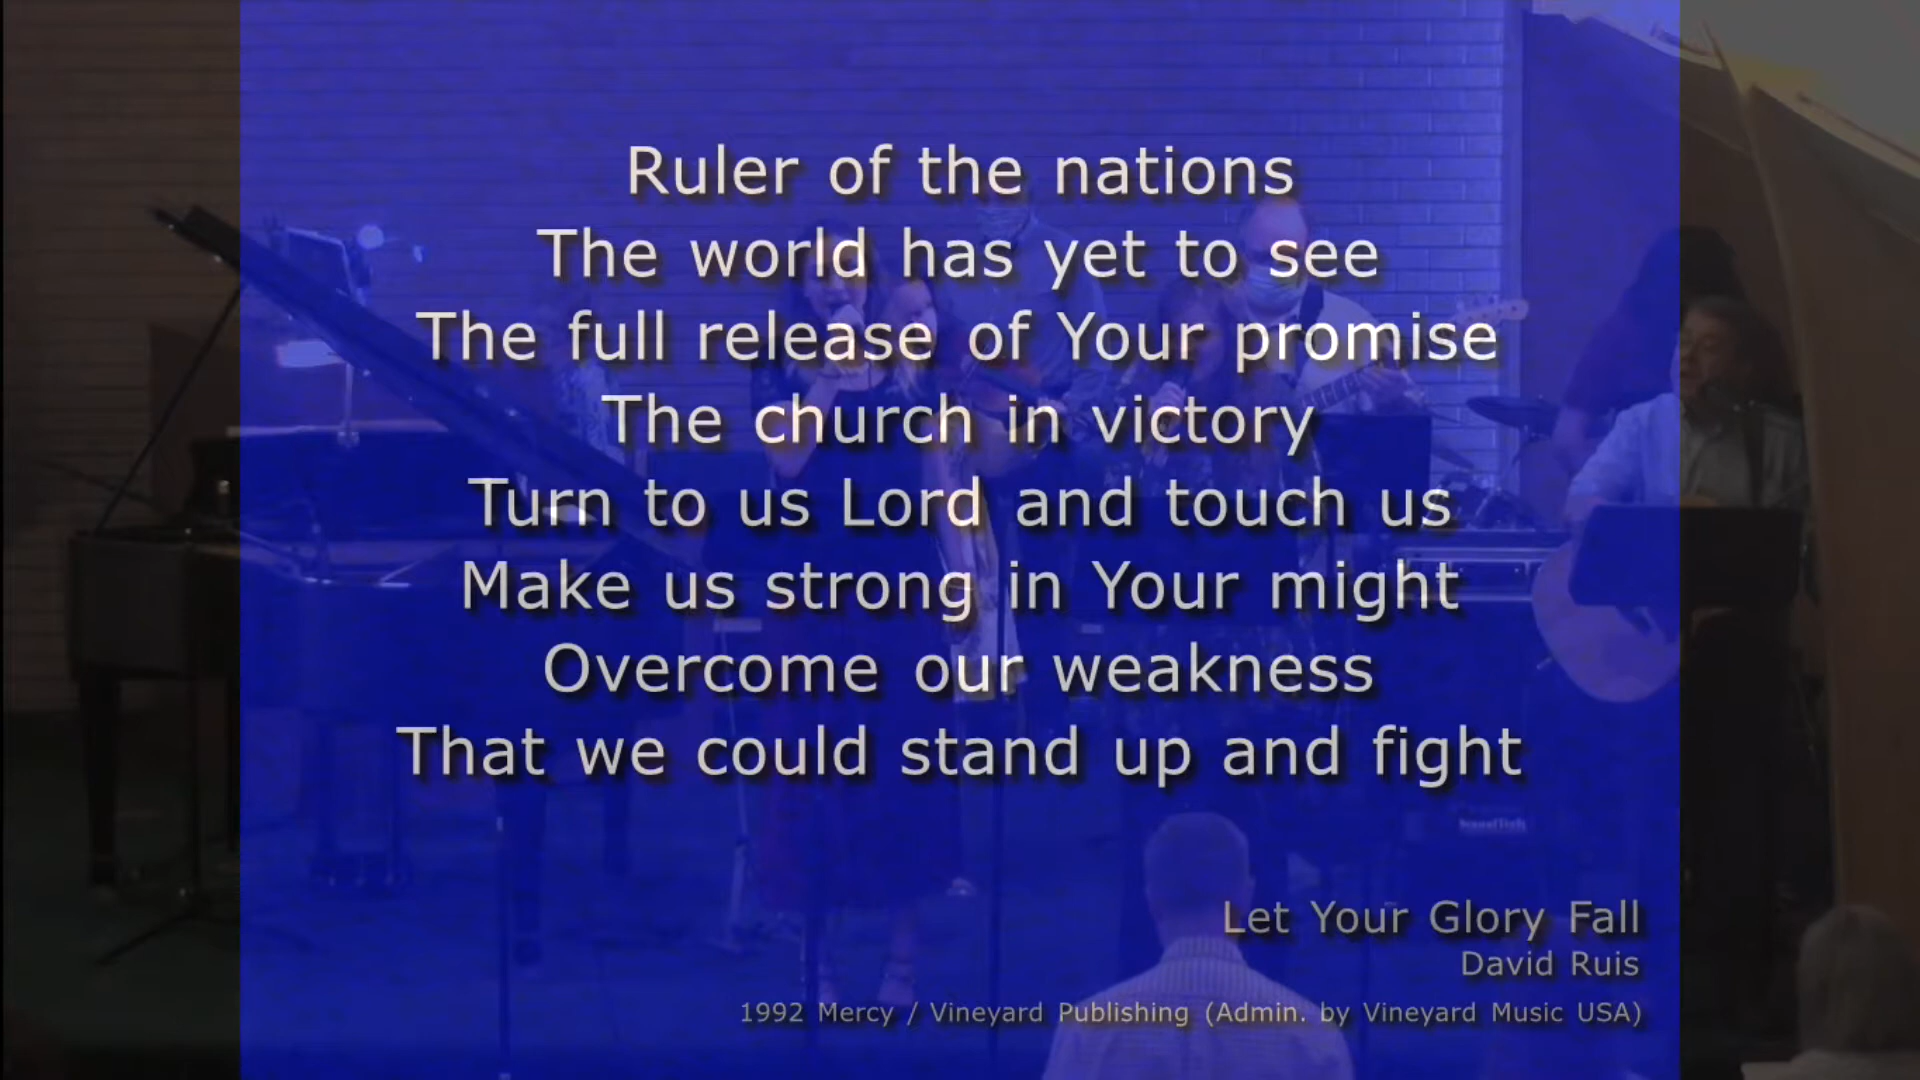 Ruler of the nations
The world has yet to see
The full release of Your promise
The church in victory
Turn to us Lord and touch us
Make us strong in Your might
Overcome our weakness
That we could stand up and fight
Let Your Glory Fall
David Ruis
1992 Mercy / Vineyard Publishing (Admin. by Vineyard Music USA)